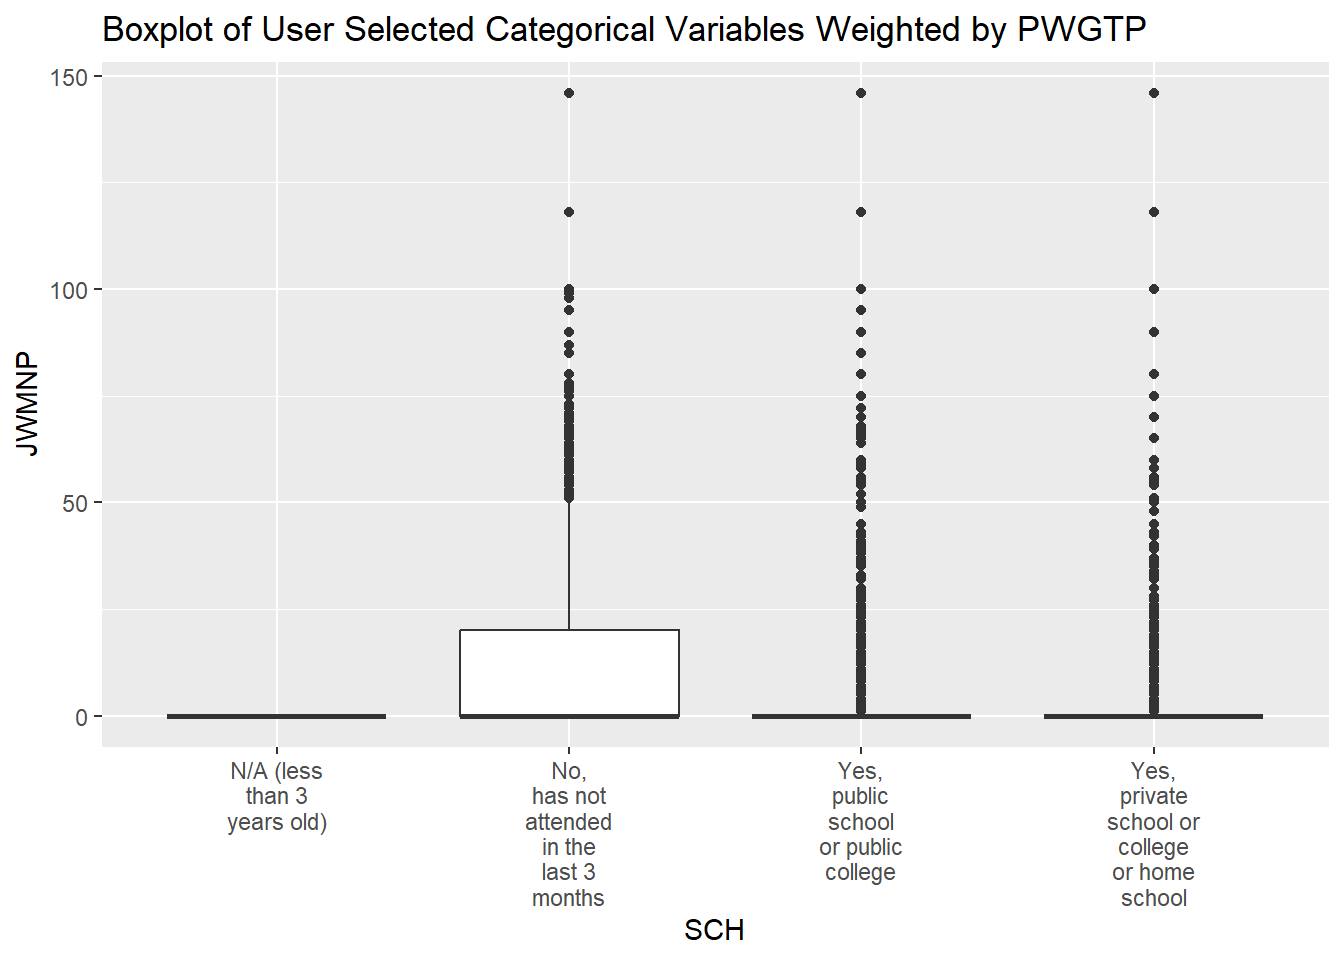 Boxplot of User Selected Categorical Variables Weighted by PWGTP
150
100
50
0
JWMNP
N/A (less
than 3
years old)
No,
has not
attended
in the
last 3
months
Yes,
public
school
or public
college
Yes,
private
school or
college
or home
school
SCH